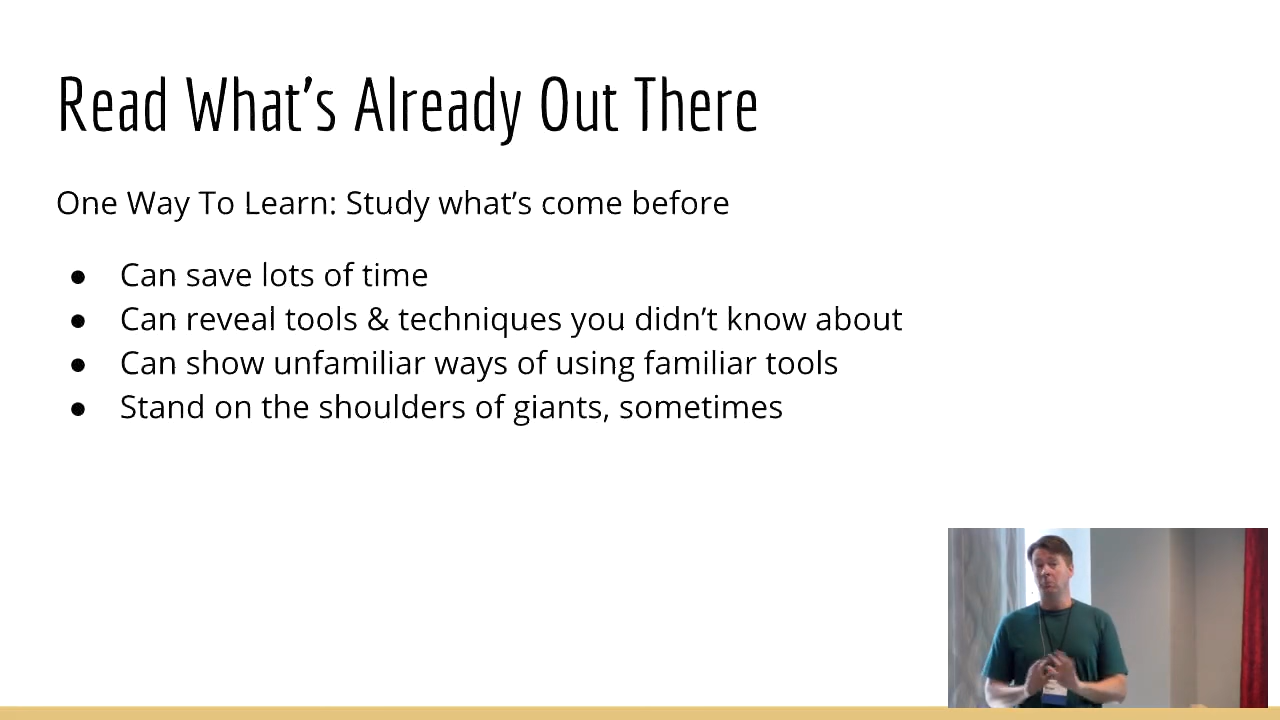 Read What's Already Out There
One Way To Learn: Study what's come before
● Can save lots of time
● Can reveal tools & techniques you didn't know about
● Can show unfamiliar ways of using familiar tools
● Stand on the shoulders of giants, sometimes